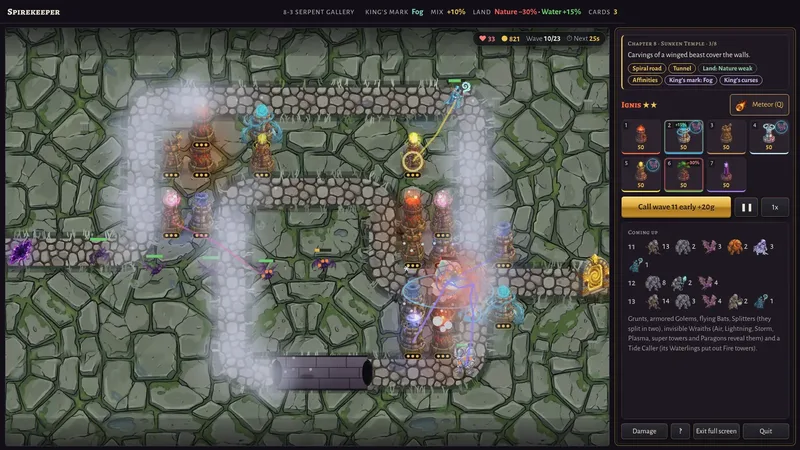 Spirekeeper
8-3 Serpent Gallery King's Mark Fog Mix +10% Land Nature −30% · Water +15% Cards 3
33 821 Wave 10/23 Next 25s
Chapter 8 · Sunken Temple · 3/8
Carvings of a winged beast cover the walls.
Spiral road Tunnel Land: Nature weak
Affinities King's mark: Fog King's curses
Ignis ★★ Meteor (Q)
1 50 2 50 3 50 4 50
5 50 6 50 7 50
Call wave 11 early +20g 1x
Coming up
11 13 2 3 2 3
1
12 8 2 4
13 14 3 4 2 1
Grunts, armored Golems, flying Bats, Splitters (they
split in two), invisible Wraiths (Air, Lightning, Storm,
Plasma, super towers and Paragons reveal them) and a
Tide Caller (its Waterlings put out Fire towers).
Damage ? Exit full screen Quit